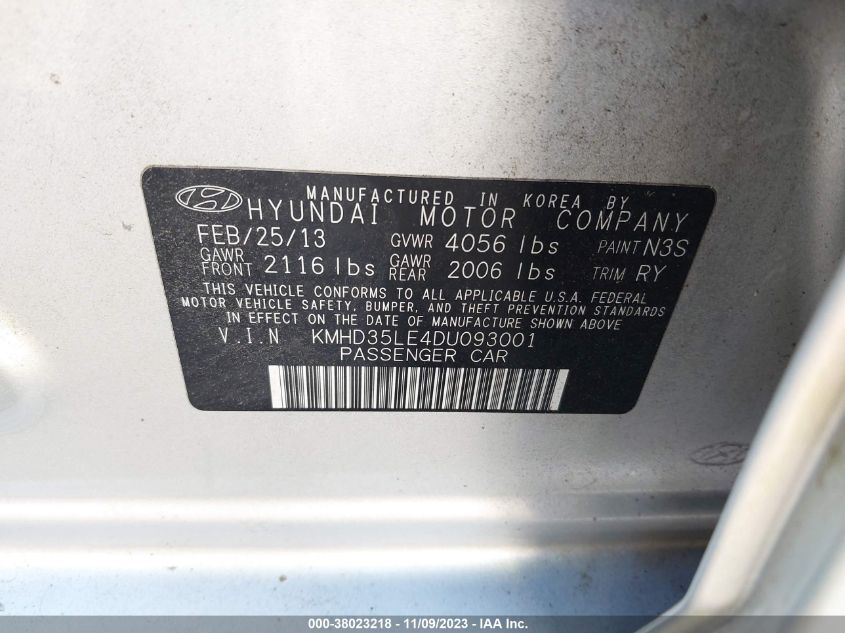 MANUFACTURED IN KOREA BY
HYUNDAI MOTOR COMPANY
FEB/25/13 GVWR 4056 lbs PAINT N3S
GAWR FRONT 2116 lbs GAWR REAR 2006 lbs TRIM RY
THIS VEHICLE CONFORMS TO ALL APPLICABLE U.S.A. FEDERAL
MOTOR VEHICLE SAFETY, BUMPER, AND THEFT PREVENTION STANDARDS
IN EFFECT ON THE DATE OF MANUFACTURE SHOWN ABOVE
V.I.N KMHD35LE4DU093001
PASSENGER CAR
000-38023218 - 11/09/2023 - IAA Inc.